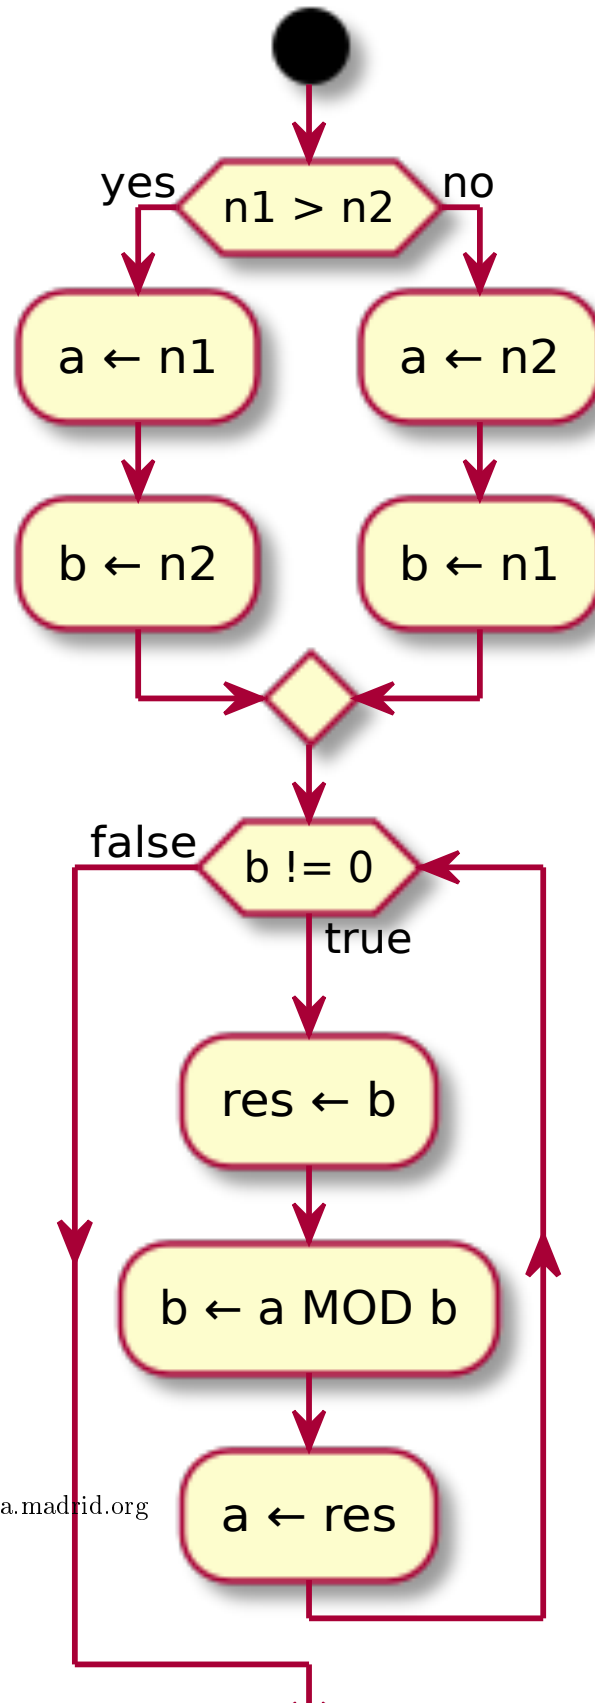 yes
n1 > n2
no
a ← n1
a ← n2
b ← n2
b ← n1
false
b != 0
true
res ← b
b ← a MOD b
a ← res
a.madrid.org